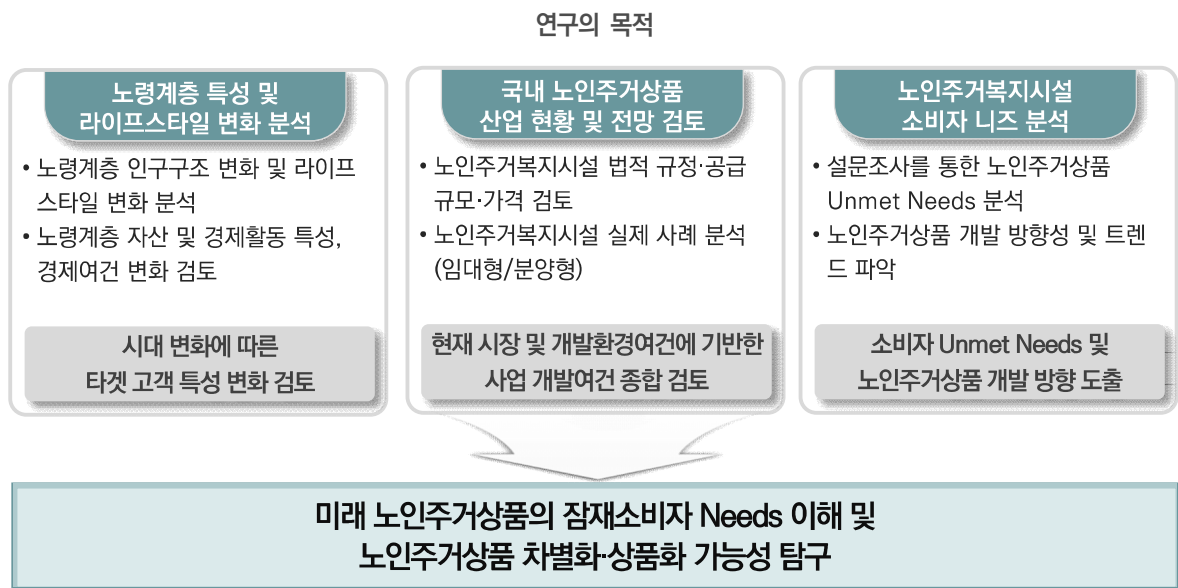 연구의 목적
노령계층 특성 및
라이프스타일 변화 분석
• 노령계층 인구구조 변화 및 라이프
스타일 변화 분석
• 노령계층 자산 및 경제활동 특성,
경제여건 변화 검토
시대 변화에 따른
타겟 고객 특성 변화 검토
국내 노인주거상품
산업 현황 및 전망 검토
• 노인주거복지시설 법적 규정·공급
규모·가격 검토
• 노인주거복지시설 실제 사례 분석
(임대형/분양형)
현재 시장 및 개발환경여건에 기반한
사업 개발여건 종합 검토
노인주거복지시설
소비자 니즈 분석
• 설문조사를 통한 노인주거상품
Unmet Needs 분석
• 노인주거상품 개발 방향성 및 트렌
드 파악
소비자 Unmet Needs 및
노인주거상품 개발 방향 도출
미래 노인주거상품의 잠재소비자 Needs 이해 및
노인주거상품 차별화·상품화 가능성 탐구